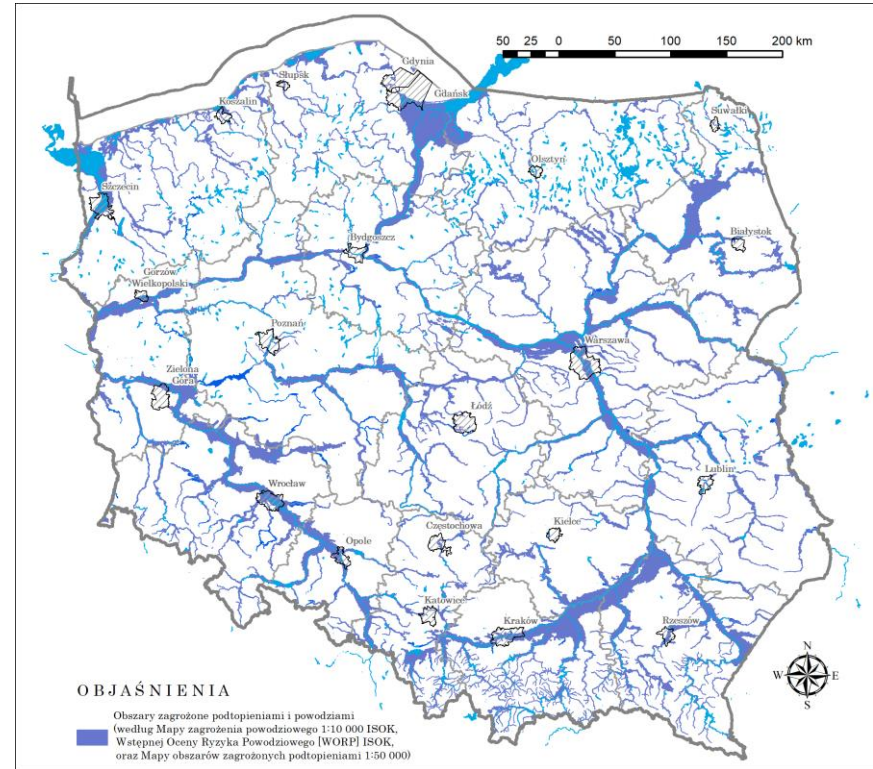 50 25 0 50 100 200 km
Gdynia
Słupsk
Koszalin
Gdańsk
Suwałki
Olsztyn
Szczecin
Bydgoszcz
Białystok
Gorzów
Wielkopolski
Poznań
Warszawa
Zielona
Góra
Łódź
Wrocław
Lublin
Opole
Częstochowa
Kielce
Katowice
Kraków
Rzeszów
N
W E
S
OBJAŚNIENIA
Obszary zagrożone podtopieniami i powodziami
(według Mapy zagrożenia powodziowego 1:10 000 ISOK,
Wstępnej Oceny Ryzyka Powodziowego [WORP] ISOK,
oraz Mapy obszarów zagrożonych podtopieniami 1:50 000)